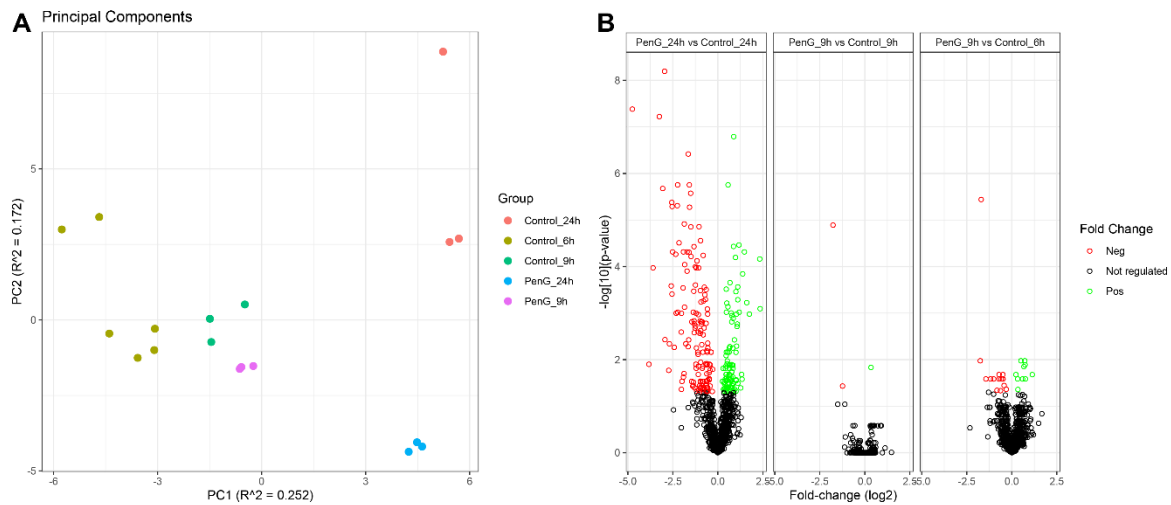 A
Principal Components
5
0
-5
PC2 (R^2 = 0.172)
-6
-3
0
3
6
PC1 (R^2 = 0.252)
Group
Control_24h
Control_6h
Control_9h
PenG_24h
PenG_9h
B
PenG_24h vs Control_24h
PenG_9h vs Control_9h
PenG_9h vs Control_6h
8
6
4
2
0
-log[10](p-value)
-5.0 -2.5 0.0 2.5
-5.0 -2.5 0.0 2.5
-5.0 -2.5 0.0 2.5
Fold-change (log2)
Fold Change
Neg
Not regulated
Pos